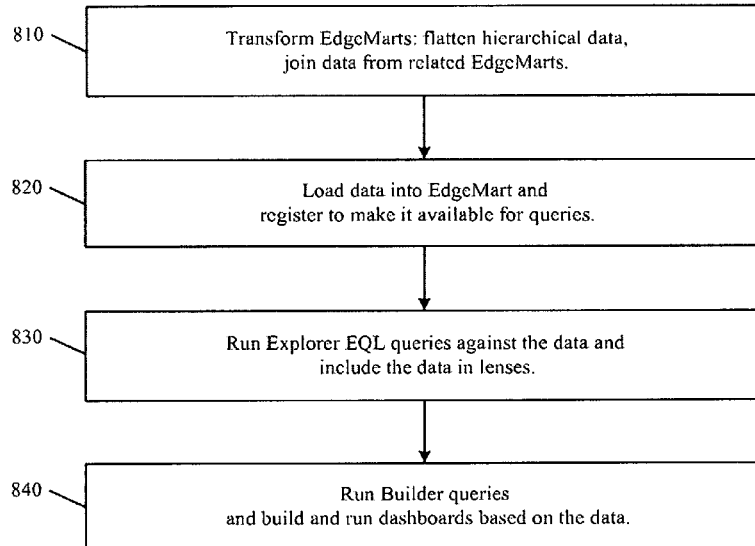 810
Transform EdgeMarts: flatten hierarchical data,
join data from related EdgeMarts.
820
Load data into EdgeMart and
register to make it available for queries.
830
Run Explorer EQL queries against the data and
include the data in lenses.
840
Run Builder queries
and build and run dashboards based on the data.